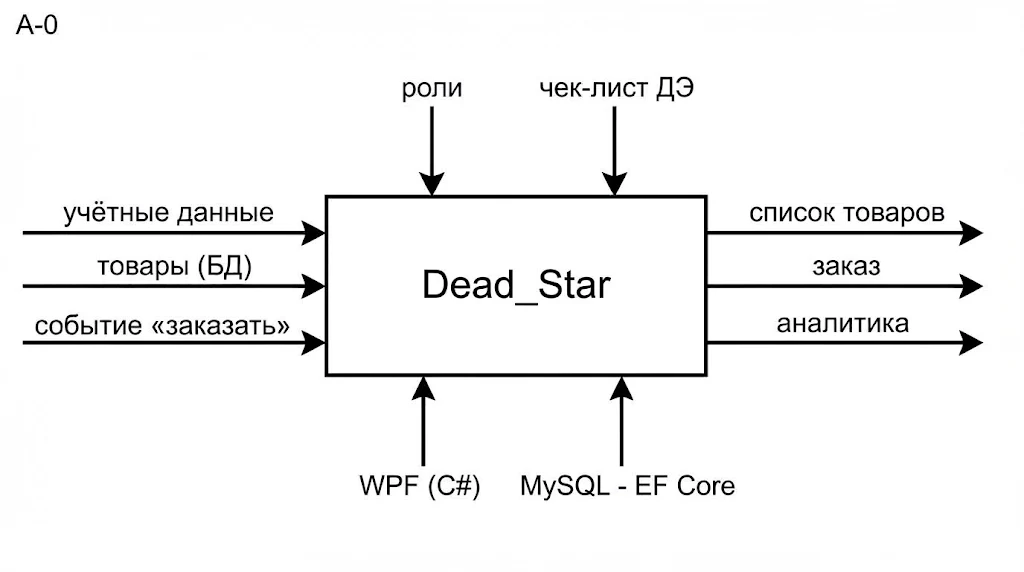 А-0
роли
чек-лист ДЭ
учётные данные
товары (БД)
событие «заказать»
Dead_Star
список товаров
заказ
аналитика
WPF (C#)
MySQL - EF Core